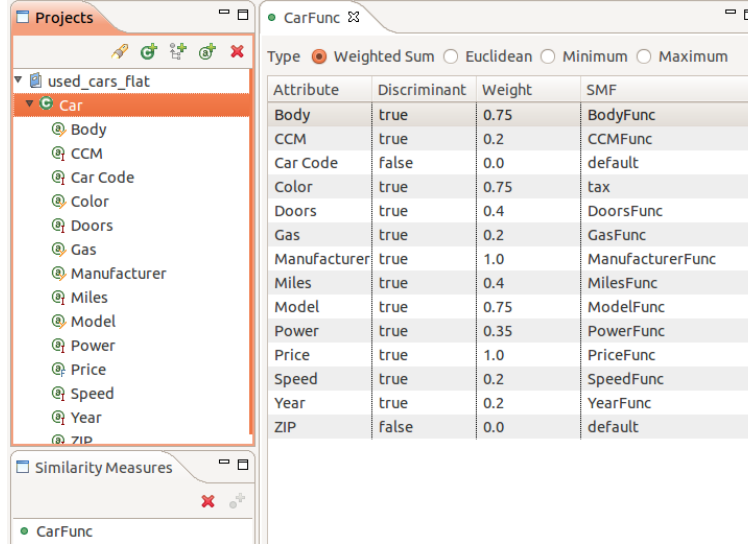 Projects
used_cars_flat
Car
Body
CCM
Car Code
Color
Doors
Gas
Manufacturer
Miles
Model
Power
Price
Speed
Year
ZIP
Similarity Measures
CarFunc
CarFunc
Type Weighted Sum Euclidean Minimum Maximum
Attribute Discriminant Weight SMF
Body true 0.75 BodyFunc
CCM true 0.2 CCMFunc
Car Code false 0.0 default
Color true 0.75 tax
Doors true 0.4 DoorsFunc
Gas true 0.2 GasFunc
Manufacturer true 1.0 ManufacturerFunc
Miles true 0.4 MilesFunc
Model true 0.75 ModelFunc
Power true 0.35 PowerFunc
Price true 1.0 PriceFunc
Speed true 0.2 SpeedFunc
Year true 0.2 YearFunc
ZIP false 0.0 default